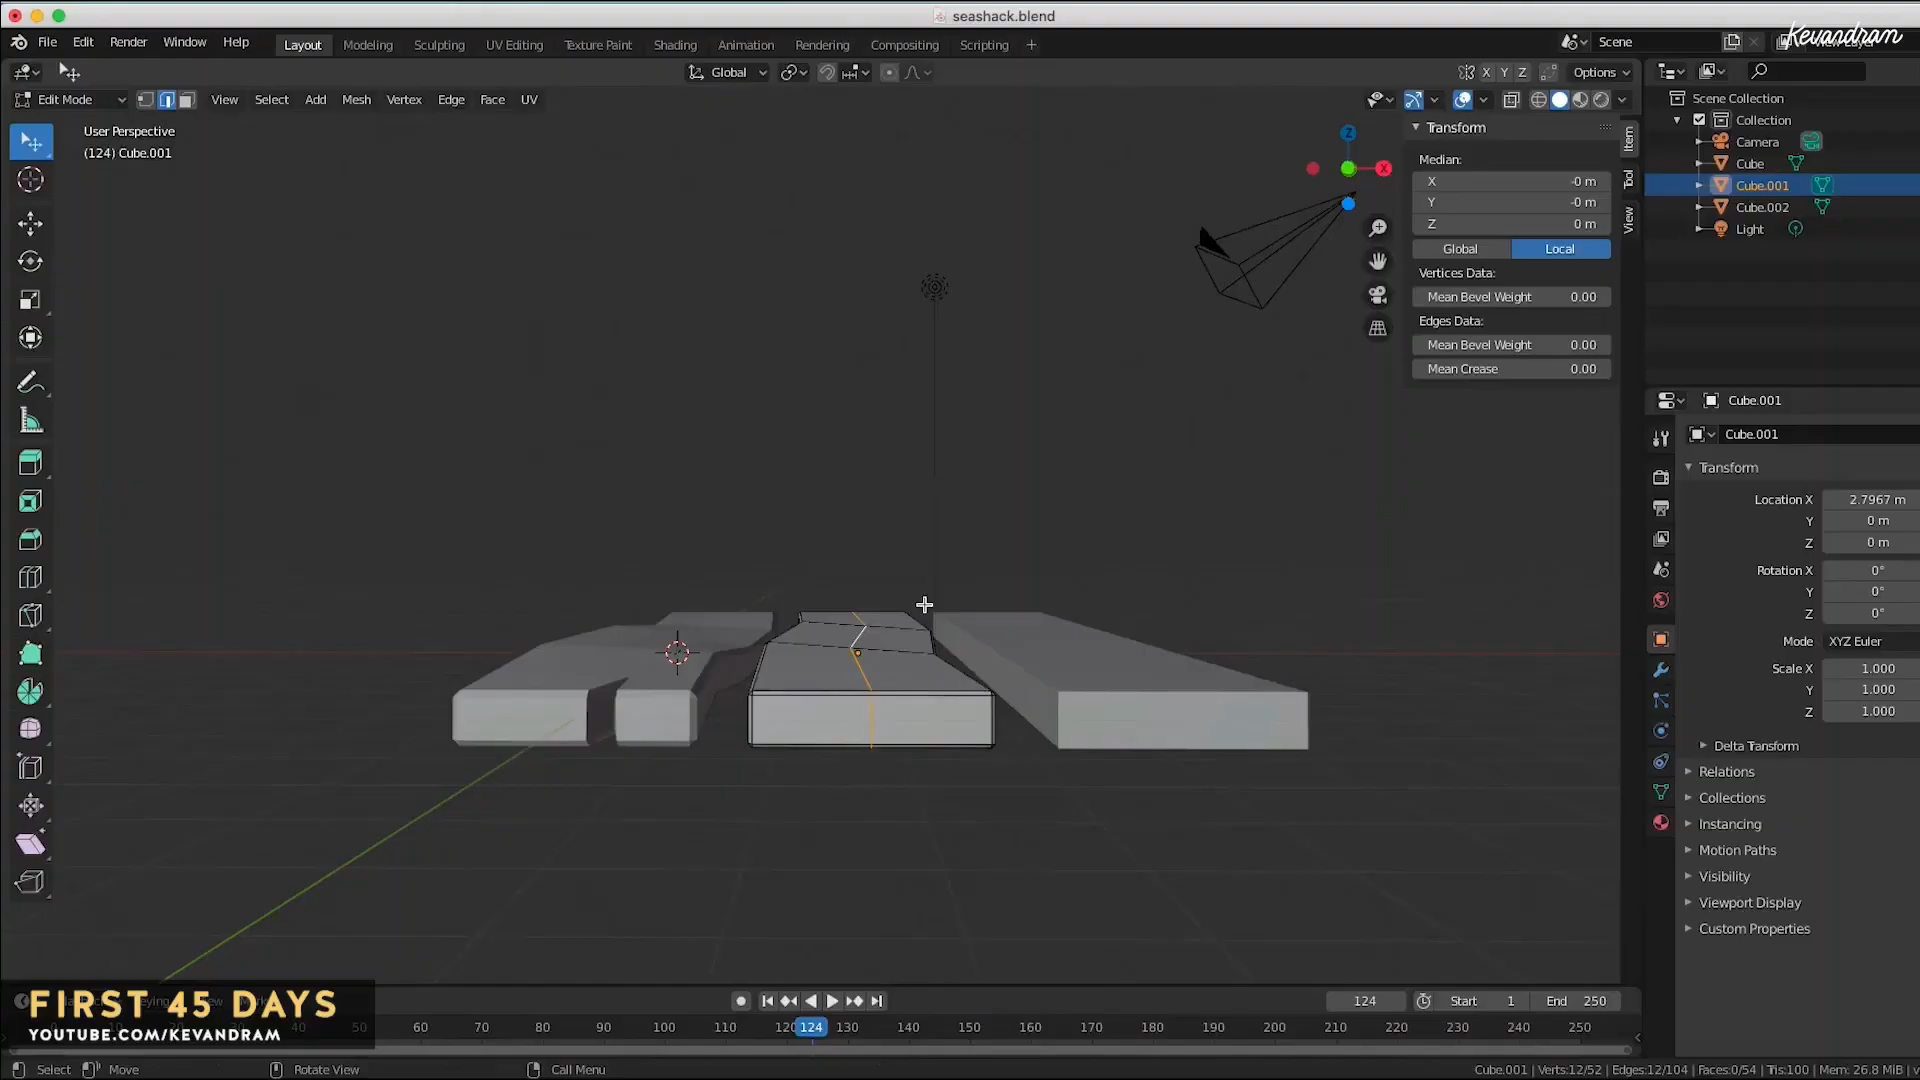 seashack.blend
File Edit Render Window Help Layout Modeling Sculpting UV Editing Texture Paint Shading Animation Rendering Compositing Scripting + Scene
Kevandram
Global X Y Z Options
Edit Mode View Select Add Mesh Vertex Edge Face UV
User Perspective
(124) Cube.001
Z
X
Transform
Median:
X -0 m
Y -0 m
Z 0 m
Global Local
Vertices Data:
Mean Bevel Weight 0.00
Edges Data:
Mean Bevel Weight 0.00
Mean Crease 0.00
Item
Tool
View
Scene Collection
Collection
Camera
Cube
Cube.001
Cube.002
Light
Cube.001
Cube.001
Transform
Location X 2.7967 m
Y 0 m
Z 0 m
Rotation X 0°
Y 0°
Z 0°
Mode XYZ Euler
Scale X 1.000
Y 1.000
Z 1.000
Delta Transform
Relations
Collections
Instancing
Motion Paths
Visibility
Viewport Display
Custom Properties
FIRST 45 DAYS
YOUTUBE.COM/KEVANDRAM
124 Start 1 End 250
60 70 80 90 100 110 120 124 130 140 150 160 170 180 190 200 210 220 230 240 250
Select Move Rotate View Call Menu
Cube.001 | Verts:12/52 | Edges:12/104 | Faces:0/54 | Tris:100 | Mem: 26.8 MiB | v